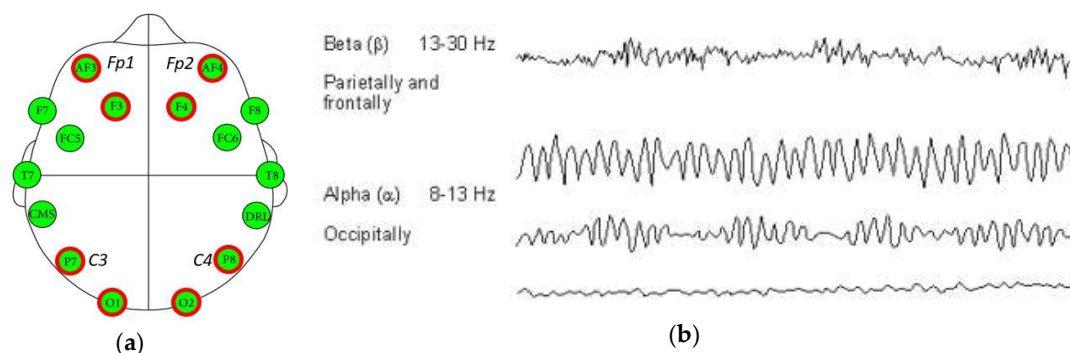 Fp1 Fp2
AF3 AF4
F3 F4
F7 F8
FC5 FC6
T7 T8
CMS DRL
P7 C3 C4 P8
O1 O2
(a)
Beta (β) 13-30 Hz
Parietally and
frontally
Alpha (α) 8-13 Hz
Occipitally
(b)